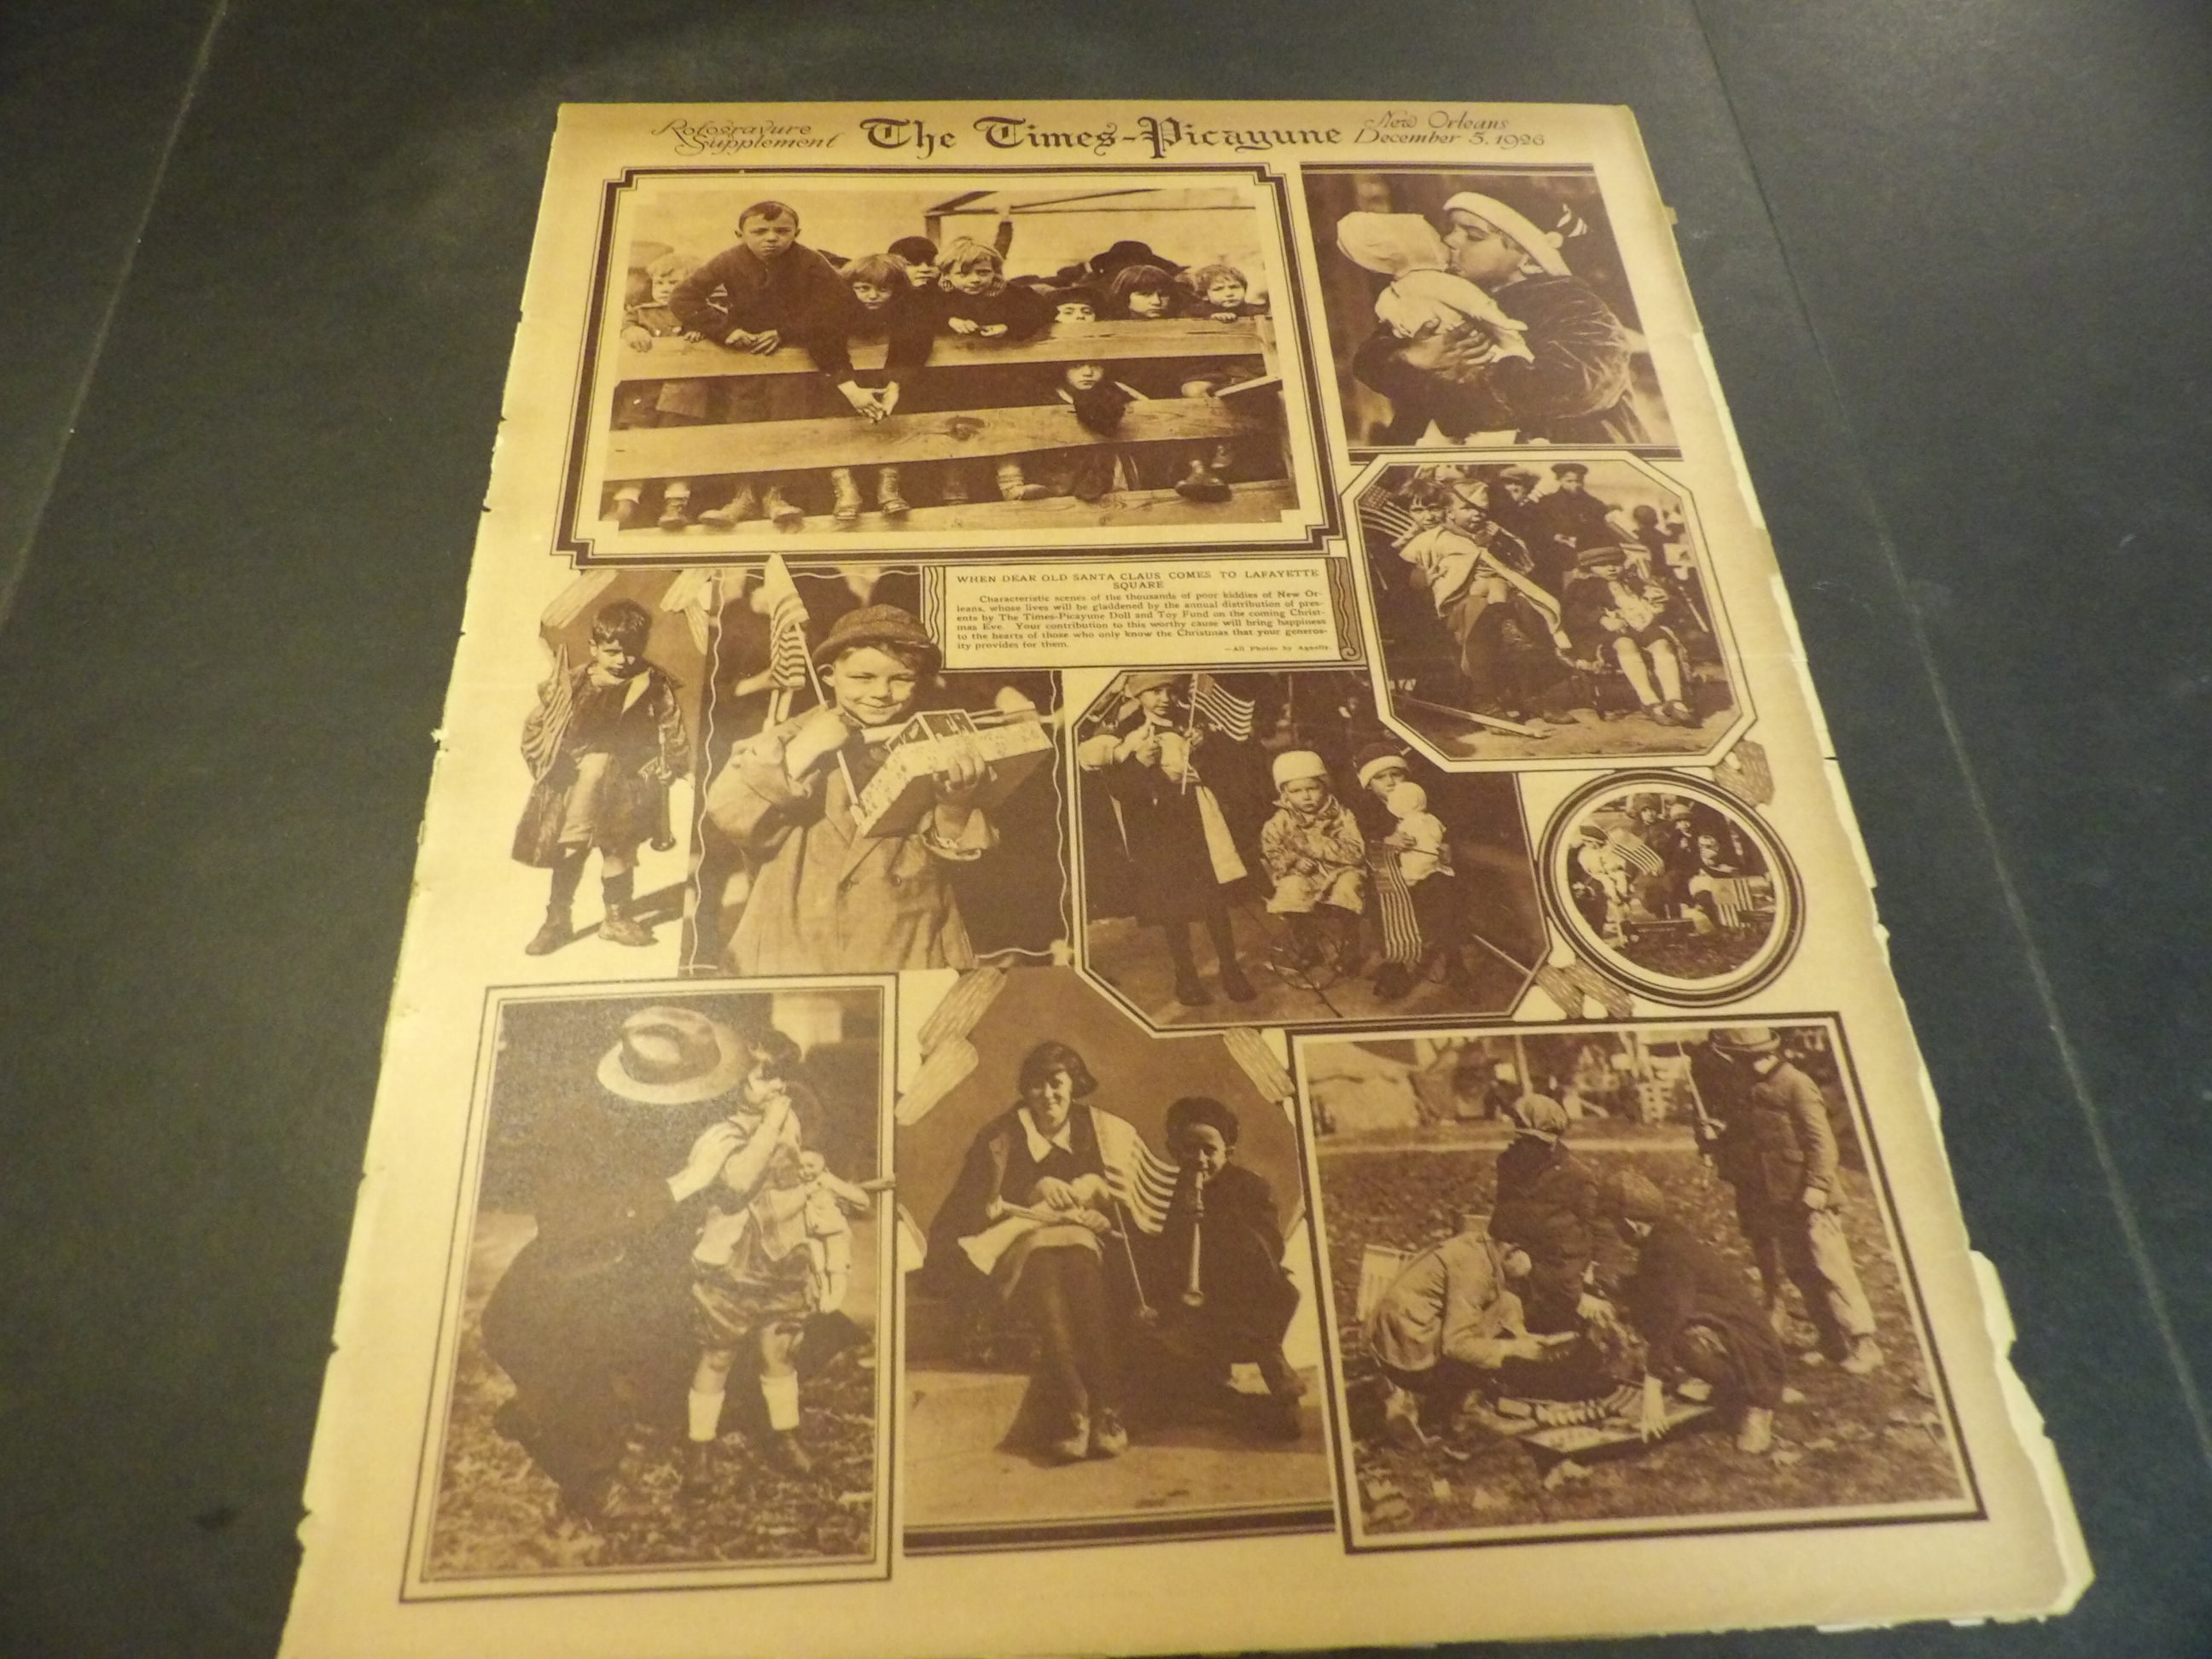 Rotogravure
Supplement
The Times-Picayune
New Orleans
December 5, 1926
WHEN DEAR OLD SANTA CLAUS COMES TO LAFAYETTE
SQUARE
Characteristic scenes of the thousands of poor kiddies of New Or-
leans, whose lives will be gladdened by the annual distribution of pres-
ents by The Times-Picayune Doll and Toy Fund on the coming Christ-
mas Eve. Your contribution to this worthy cause will bring happiness
to the hearts of those who only know the Christmas that your generos-
ity provides for them.
—All Photos by